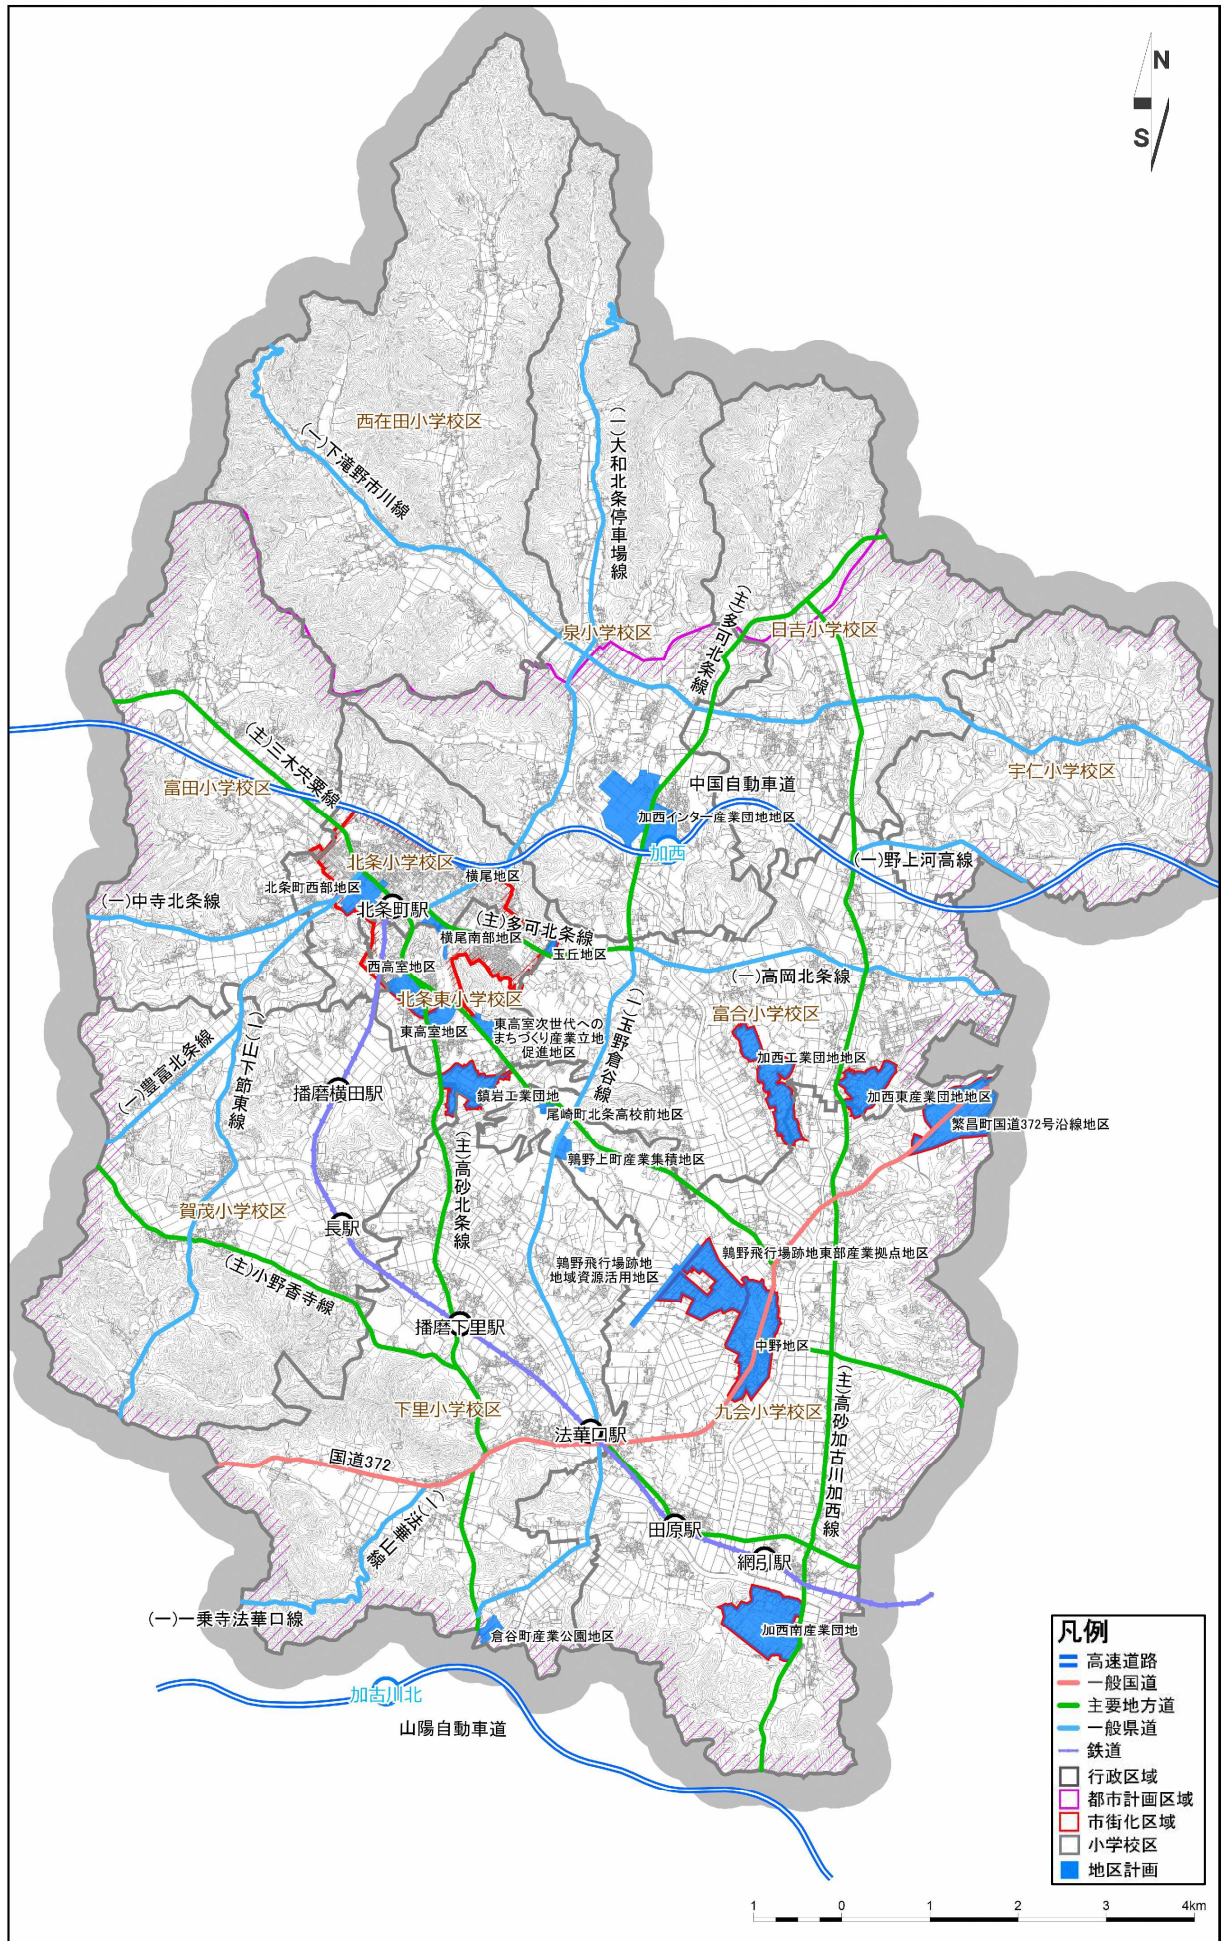 N
S
西在田小学校区
(一)下滝野市川線
(一)大和北条停車場線
泉小学校区
(主)多可北条線
日吉小学校区
宇仁小学校区
(主)三木宍粟線
富田小学校区
中国自動車道
加西インター産業団地地区
加西
(一)野上河高線
北条小学校区
横尾地区
北条町西部地区
(一)中寺北条線
北条町駅
(主)多可北条線
横尾南部地区
玉丘地区
西高室地区
(一)高岡北条線
北条東小学校区
東高室地区
東高室次世代への
まちづくり産業立地
促進地区
(一)玉野倉谷線
富合小学校区
加西工業団地地区
加西東産業団地地区
繁昌町国道372号沿線地区
(一)豊富北条線
(一)山下節東線
播磨横田駅
鎮岩工業団地
尾崎町北条高校前地区
鶉野上町産業集積地区
(主)高砂北条線
賀茂小学校区
長駅
(主)小野香寺線
鶉野飛行場跡地
地域資源活用地区
鶉野飛行場跡地東部産業拠点地区
播磨下里駅
中野地区
下里小学校区
九会小学校区
(主)高砂加古川加西線
法華口駅
国道372
(一)法華山線
田原駅
網引駅
(一)一乗寺法華口線
倉谷町産業公園地区
加西南産業団地
加古川北
山陽自動車道
凡例
高速道路
一般国道
主要地方道
一般県道
鉄道
行政区域
都市計画区域
市街化区域
小学校区
地区計画
1 0 1 2 3 4km